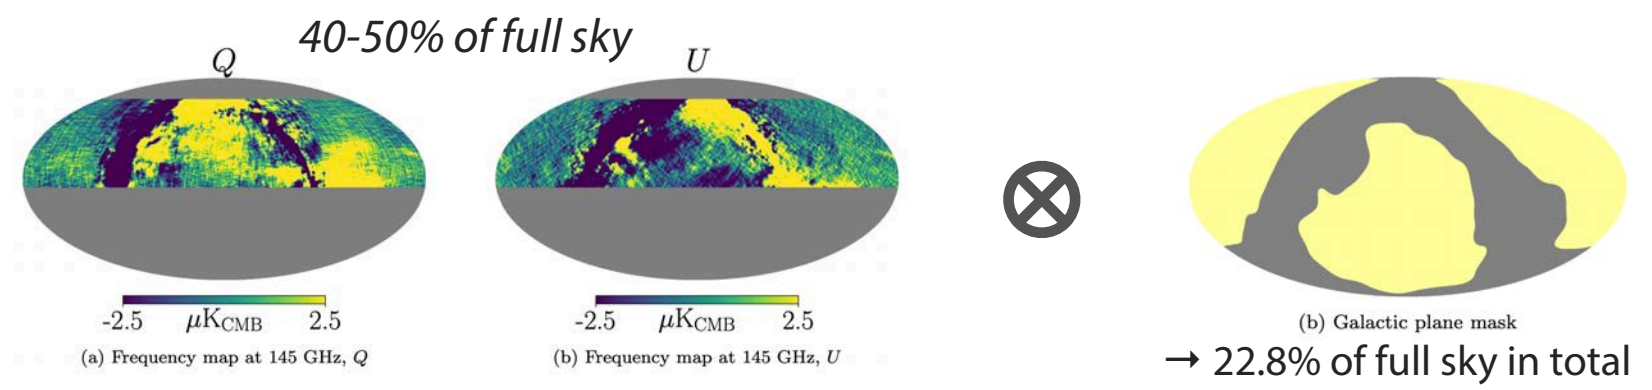 40-50% of full sky
Q
U
-2.5 μK_CMB 2.5
-2.5 μK_CMB 2.5
(a) Frequency map at 145 GHz, Q
(b) Frequency map at 145 GHz, U
(b) Galactic plane mask
→ 22.8% of full sky in total